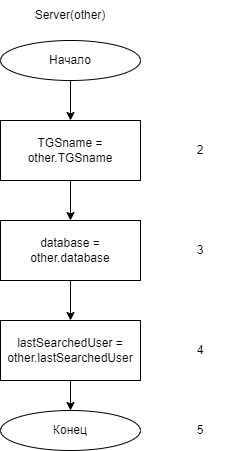 Server(other)
Начало
TGSname =
other.TGSname
2
database =
other.database
3
lastSearchedUser =
other.lastSearchedUser
4
Конец
5